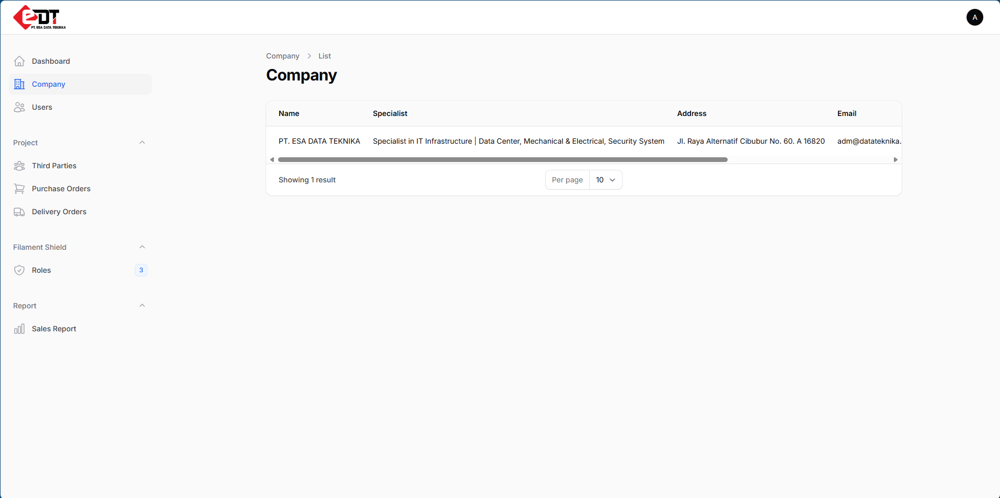 eDT
PT. ESA DATA TEKNIKA
A
Dashboard
Company
Users
Project
Third Parties
Purchase Orders
Delivery Orders
Filament Shield
Roles 3
Report
Sales Report
Company > List
Company
Name Specialist Address Email
PT. ESA DATA TEKNIKA Specialist in IT Infrastructure | Data Center, Mechanical & Electrical, Security System Jl. Raya Alternatif Cibubur No. 60. A 16820 adm@datateknika.
Showing 1 result Per page 10